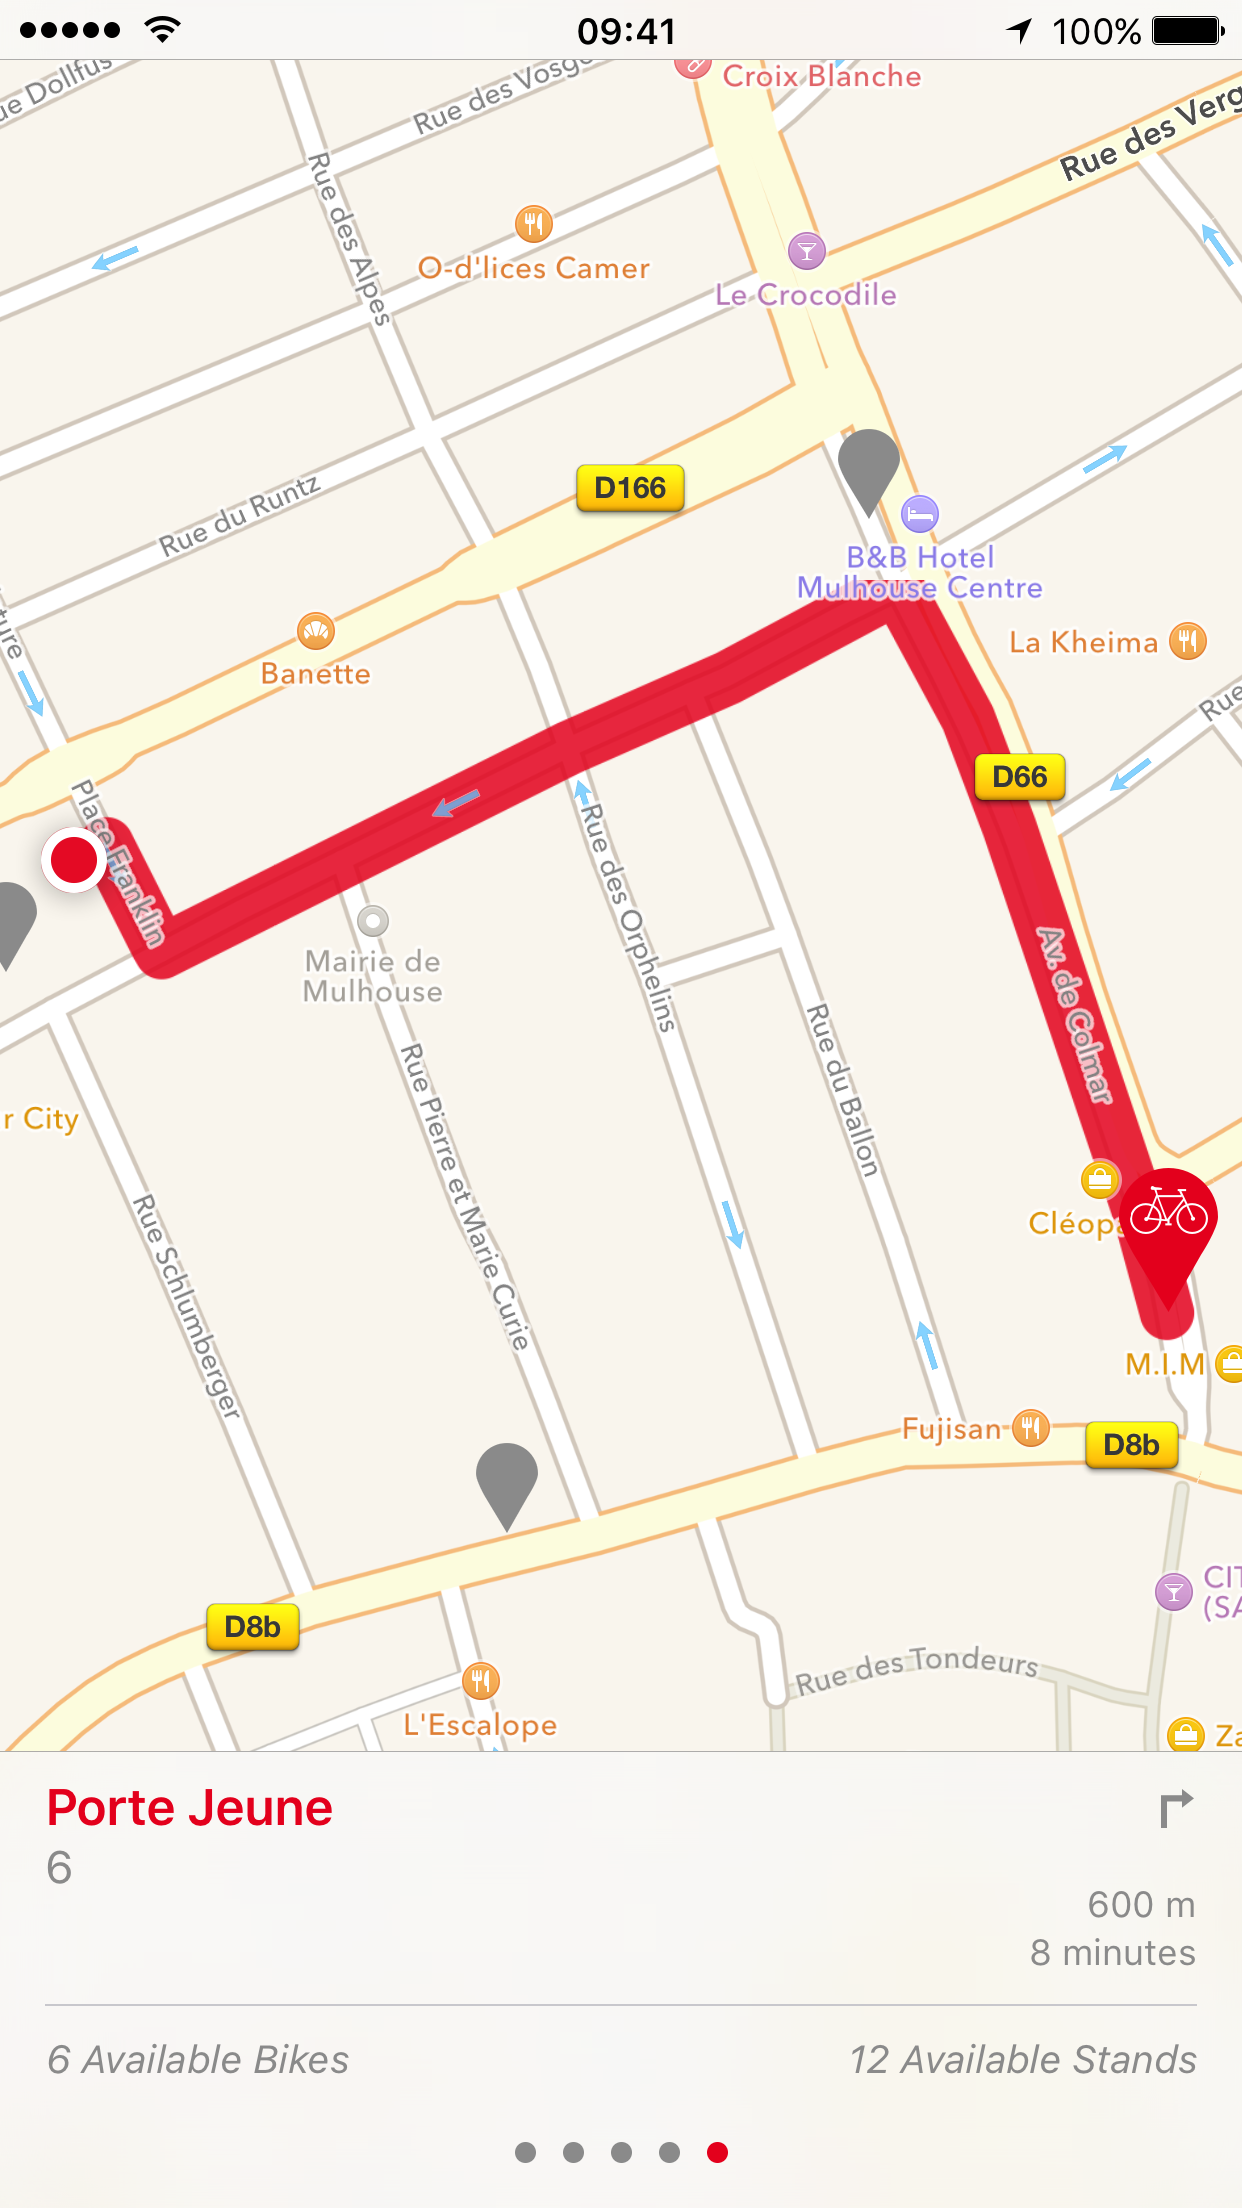 09:41
100%
Croix Blanche
ue Dollfus
Rue des Vosge
Rue des Verg
Rue des Alpes
O-d'lices Camer
Le Crocodile
D166
Rue du Runtz
B&B Hotel
Mulhouse Centre
ture
La Kheima
Banette
Rue
D66
Place Franklin
Rue des Orphelins
Mairie de
Mulhouse
Av. de Colmar
Rue du Ballon
Rue Pierre et Marie Curie
r City
Cléopa
Rue Schlumberger
M.I.M
Fujisan
D8b
D8b
CIT
(SA
Rue des Tondeurs
L'Escalope
Za
Porte Jeune
6
600 m
8 minutes
6 Available Bikes
12 Available Stands